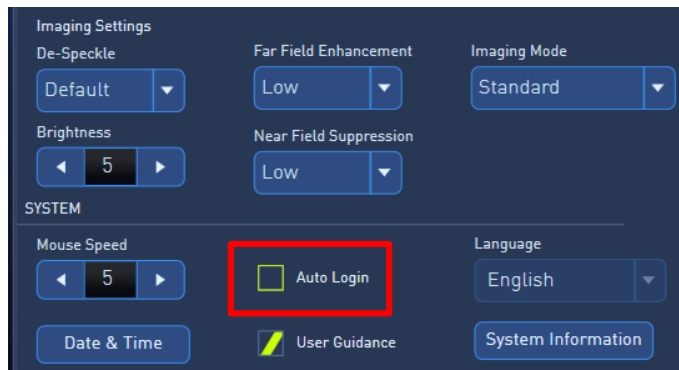 Imaging Settings
De-Speckle Far Field Enhancement Imaging Mode
Default Low Standard
Brightness Near Field Suppression
5 Low
SYSTEM
Mouse Speed Language
5 Auto Login English
Date & Time User Guidance System Information